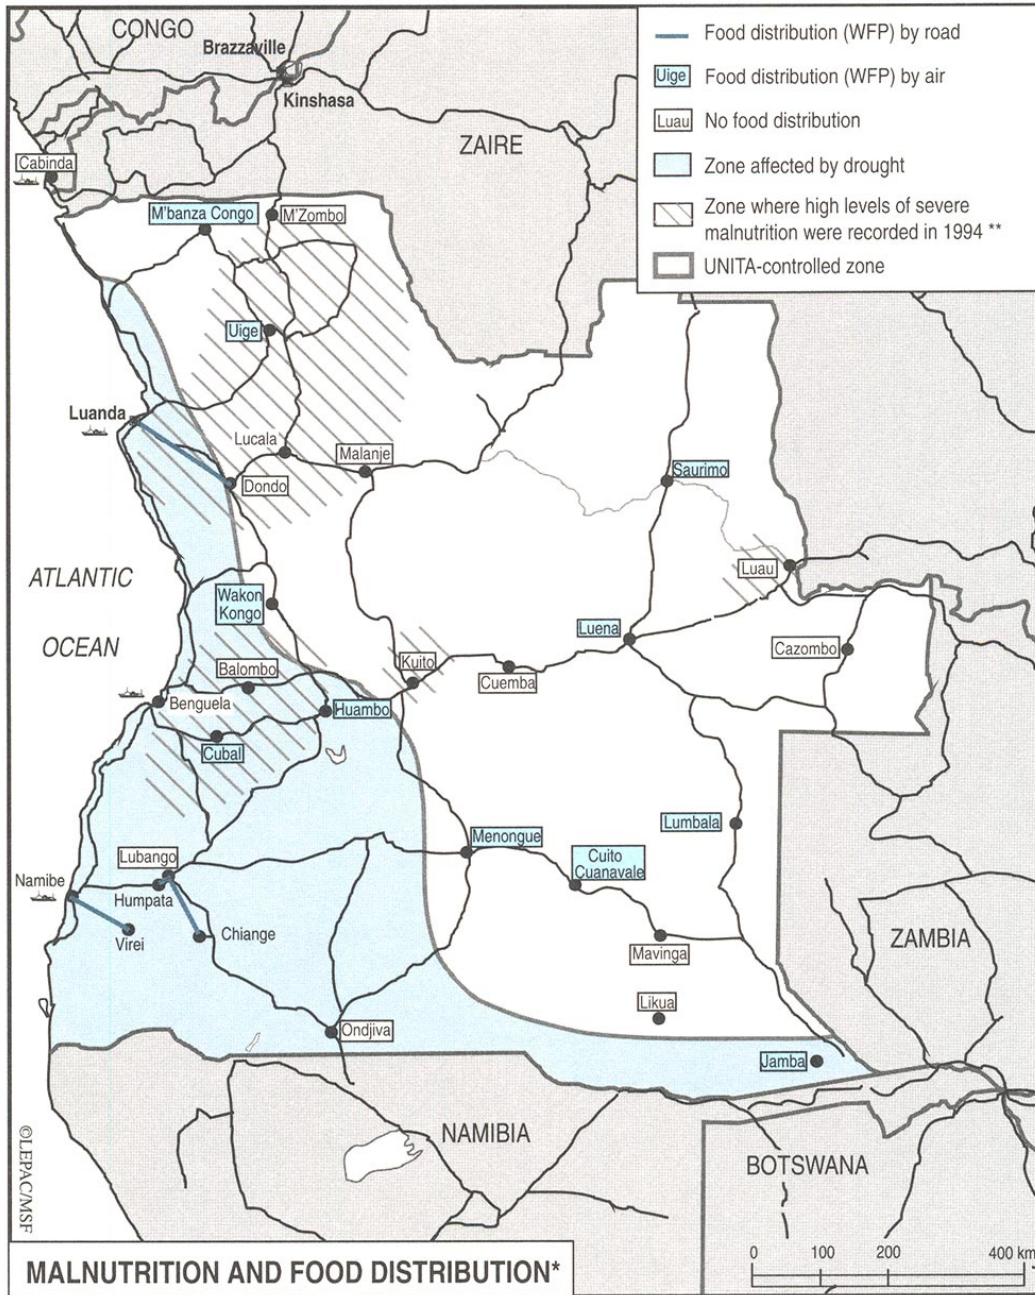 CONGO
Brazzaville
Kinshasa
ZAIRE
Cabinda
Food distribution (WFP) by road
Uige
Food distribution (WFP) by air
Luau
No food distribution
Zone affected by drought
Zone where high levels of severe
malnutrition were recorded in 1994 **
UNITA-controlled zone
M'banza Congo
M'Zombo
Uige
Luanda
Lucala
Malanje
Dondo
Saurimo
ATLANTIC
OCEAN
Luau
Wakon
Kongo
Luena
Cazombo
Balombo
Kuito
Cuemba
Benguela
Huambo
Cubal
Lumbala
Menongue
Cuito
Cuanavale
Lubango
Namibe
Humpata
Virei
Chiange
Mavinga
ZAMBIA
Likua
Ondjiva
Jamba
NAMIBIA
BOTSWANA
©LEPAC/MSF
0 100 200 400 km
MALNUTRITION AND FOOD DISTRIBUTION*